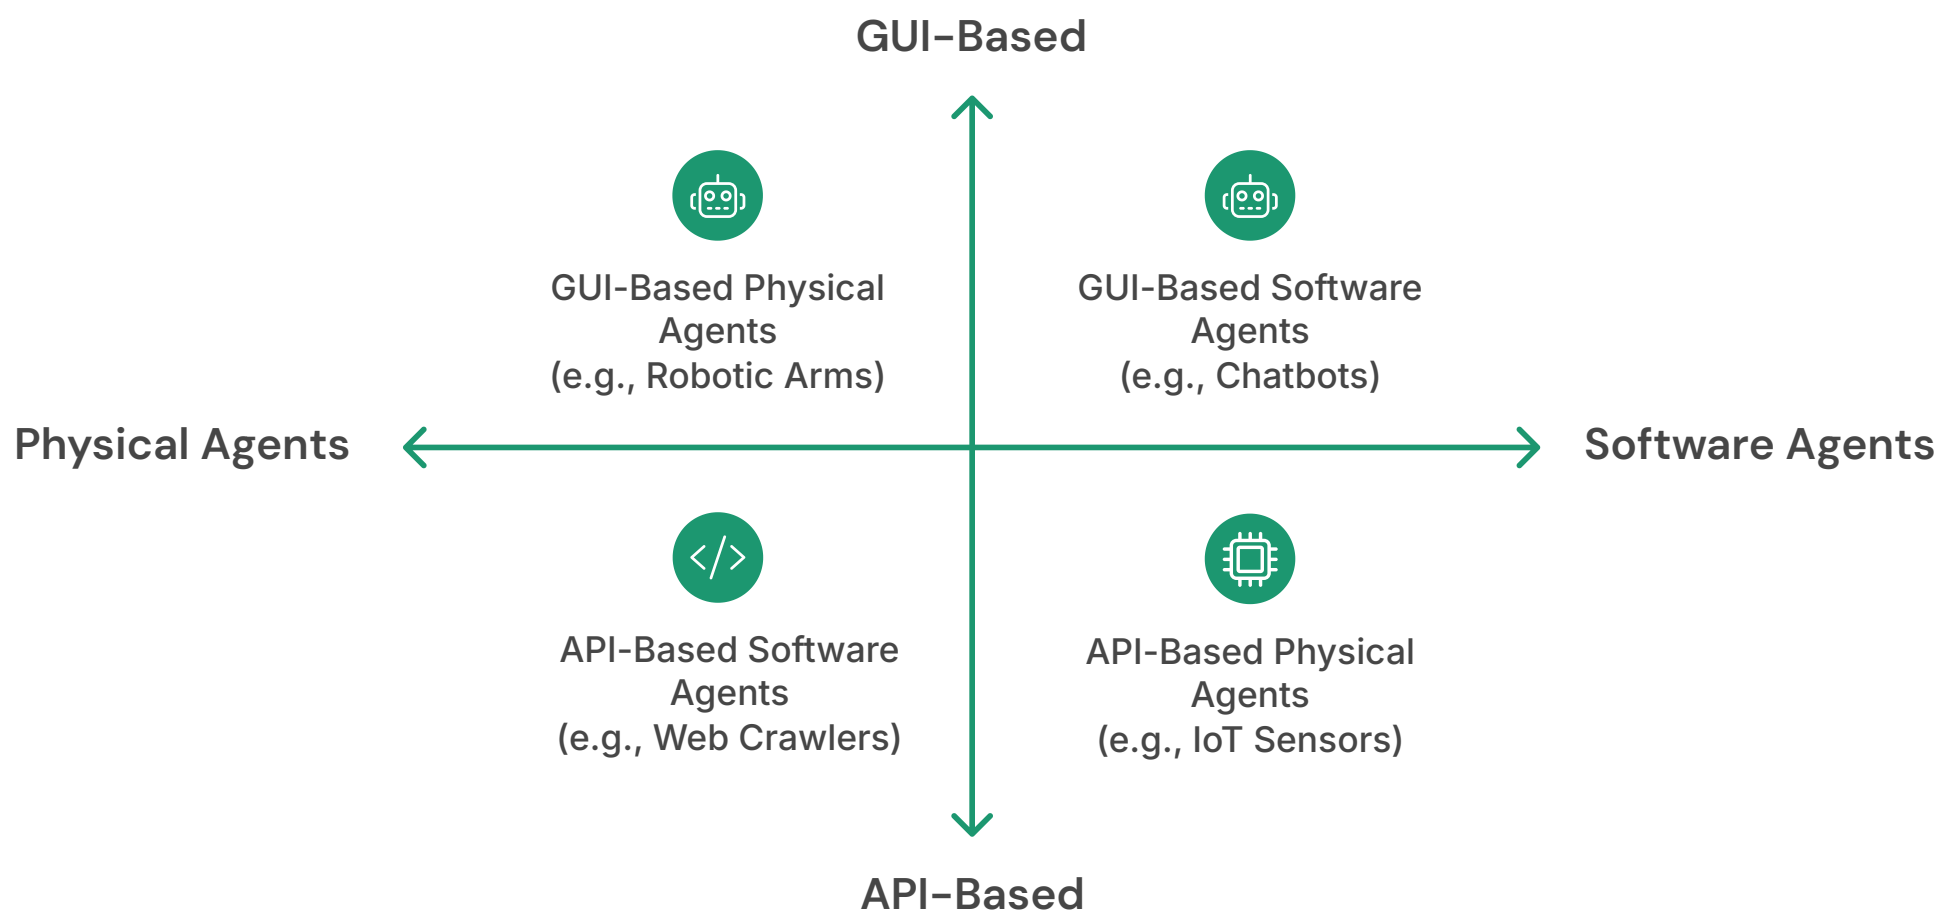 GUI-Based
GUI-Based Physical
Agents
(e.g., Robotic Arms)
GUI-Based Software
Agents
(e.g., Chatbots)
Physical Agents
Software Agents
API-Based Software
Agents
(e.g., Web Crawlers)
API-Based Physical
Agents
(e.g., IoT Sensors)
API-Based